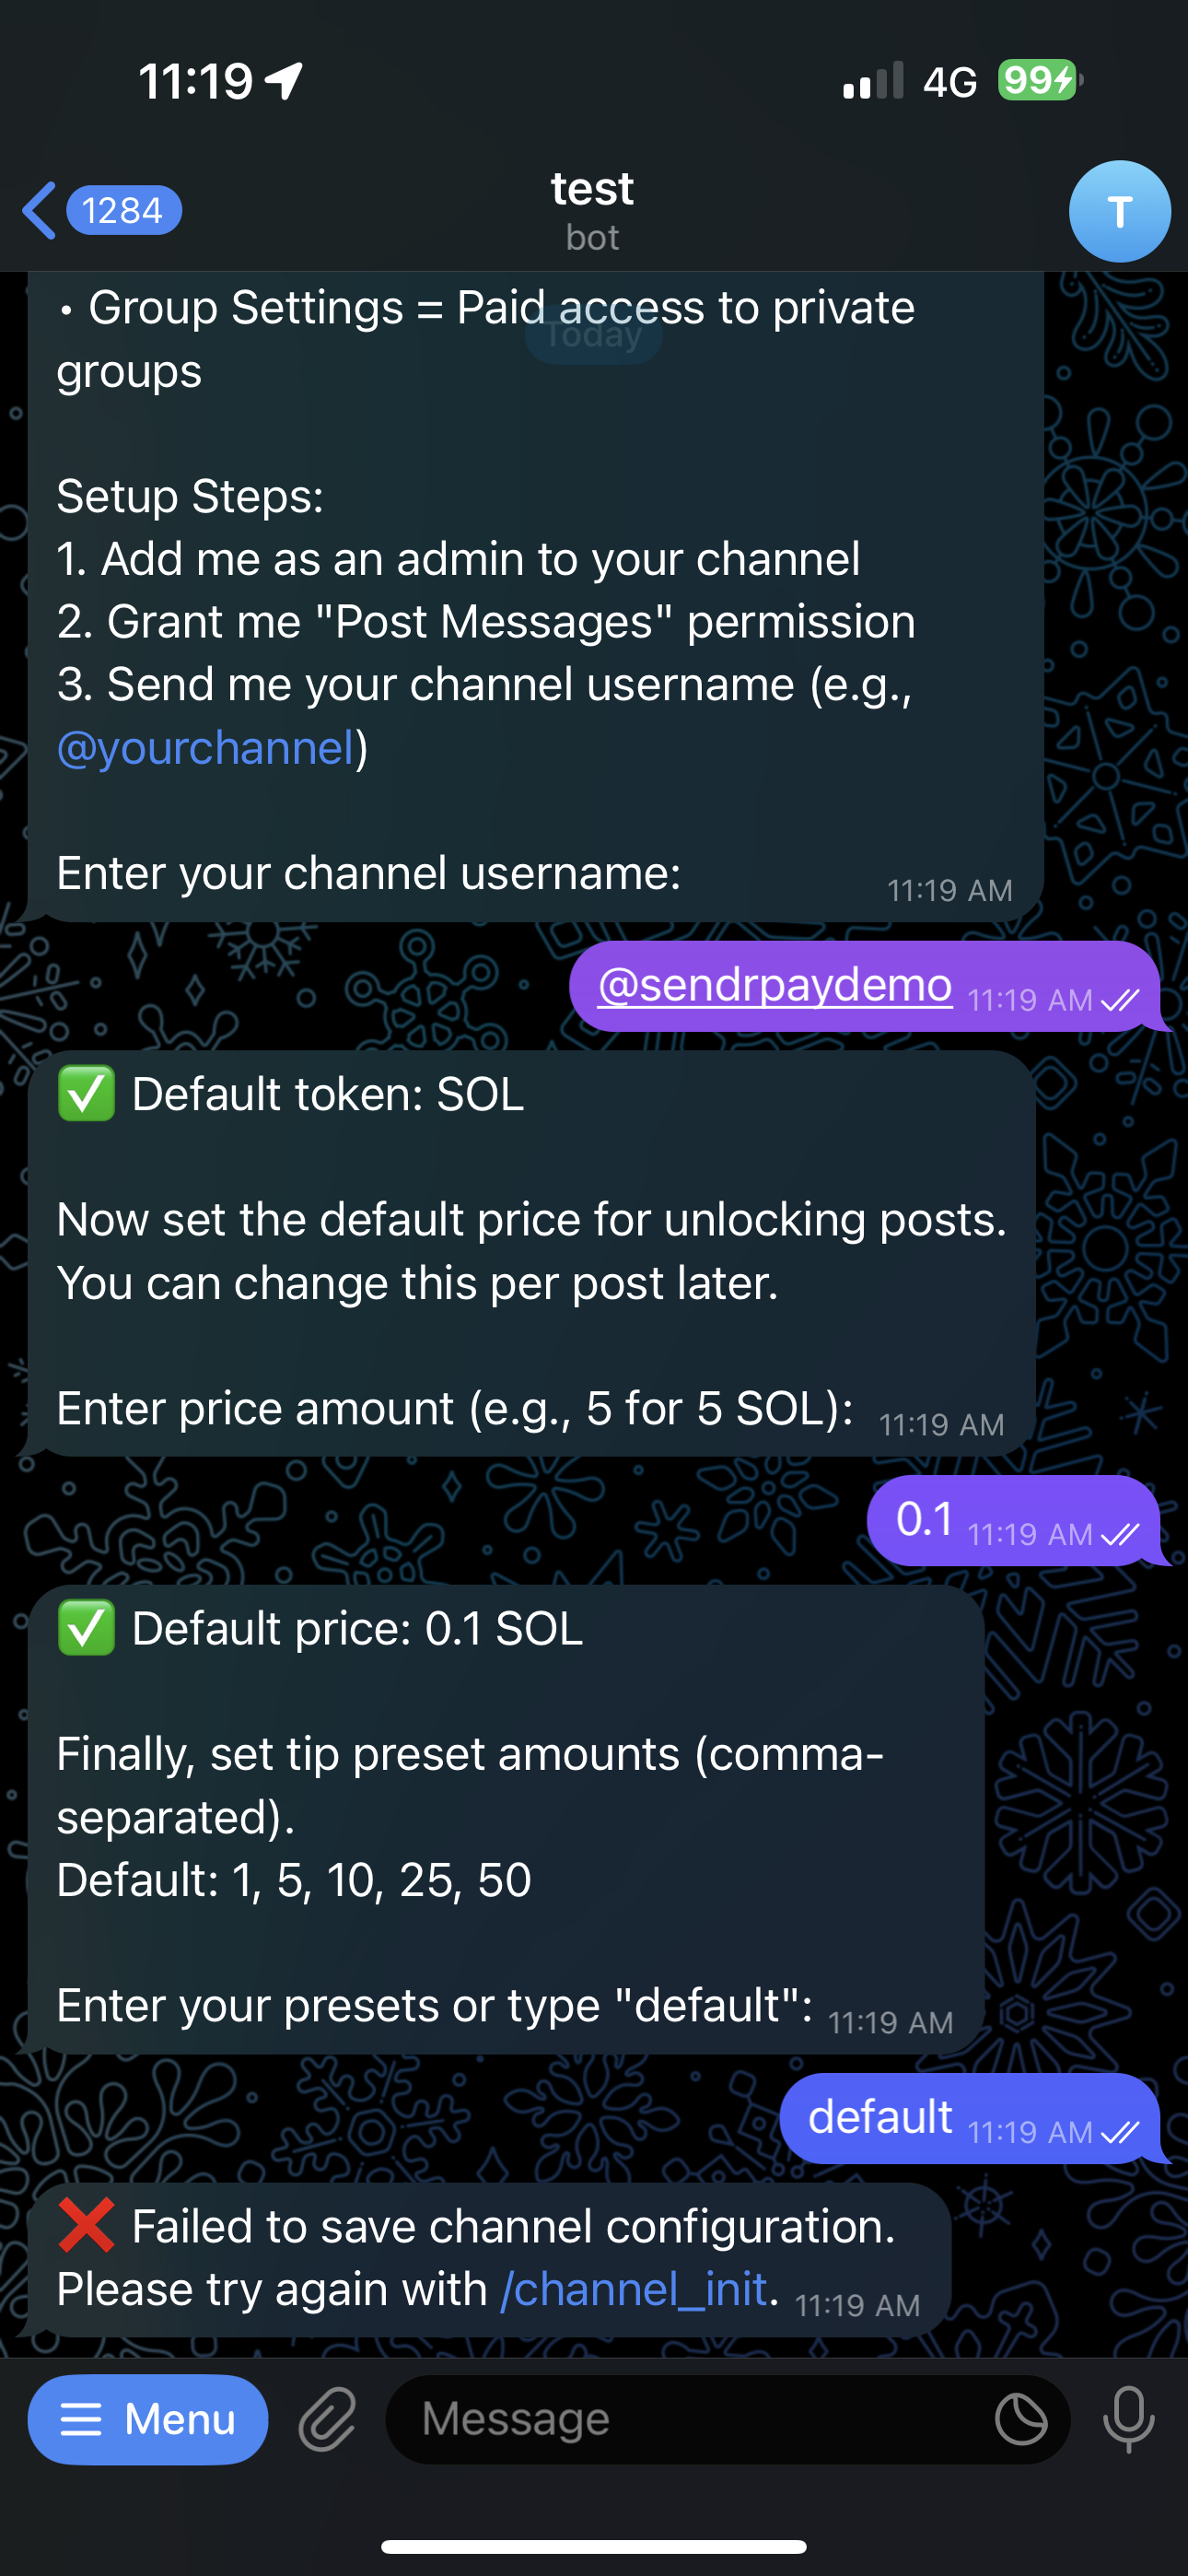 11:19
4G
99
1284
test
bot
T
• Group Settings = Paid access to private
groups
Today
Setup Steps:
1. Add me as an admin to your channel
2. Grant me "Post Messages" permission
3. Send me your channel username (e.g.,
@yourchannel)
Enter your channel username:
11:19 AM
@sendrpaydemo
11:19 AM
✅ Default token: SOL
Now set the default price for unlocking posts.
You can change this per post later.
Enter price amount (e.g., 5 for 5 SOL):
11:19 AM
0.1
11:19 AM
✅ Default price: 0.1 SOL
Finally, set tip preset amounts (comma-
separated).
Default: 1, 5, 10, 25, 50
Enter your presets or type "default":
11:19 AM
default
11:19 AM
❌ Failed to save channel configuration.
Please try again with /channel_init.
11:19 AM
Menu
Message